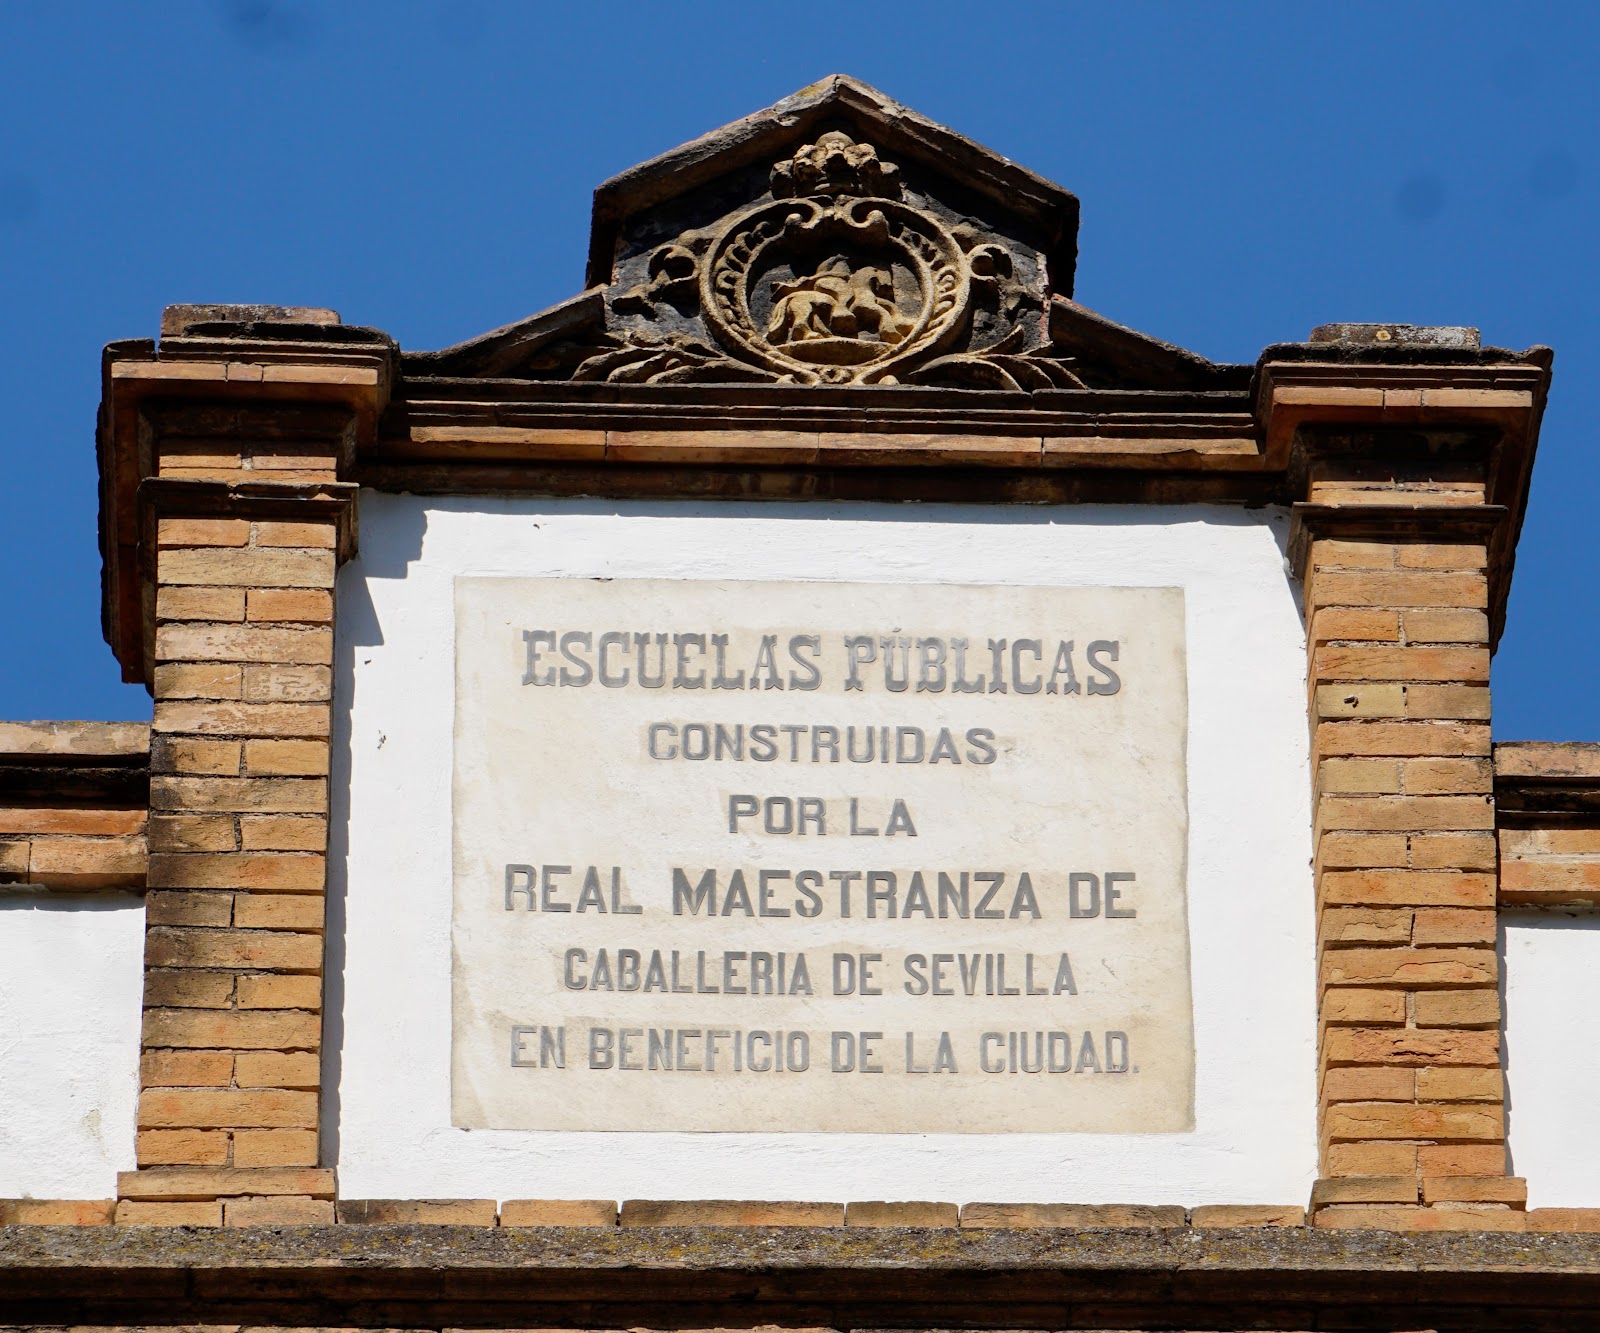 ESCUELAS PÚBLICAS
CONSTRUIDAS
POR LA
REAL MAESTRANZA DE
CABALLERIA DE SEVILLA
EN BENEFICIO DE LA CIUDAD.